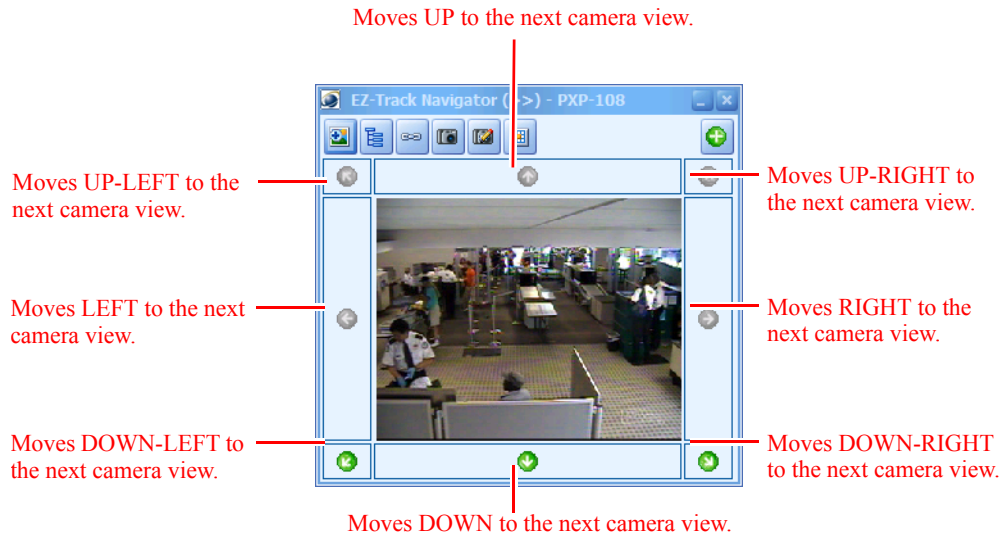 Moves UP to the next camera view.
EZ-Track Navigator (>>) - PXP-108
Moves UP-LEFT to the
next camera view.
Moves UP-RIGHT to
the next camera view.
Moves LEFT to the next
camera view.
Moves RIGHT to the
next camera view.
Moves DOWN-LEFT to
the next camera view.
Moves DOWN-RIGHT
to the next camera view.
Moves DOWN to the next camera view.